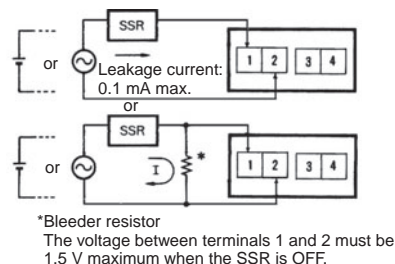 SSR
or
Leakage current:
0.1 mA max.
1 2 3 4
or
SSR
or
I
*
1 2 3 4
*Bleeder resistor
The voltage between terminals 1 and 2 must be
1.5 V maximum when the SSR is OFF.